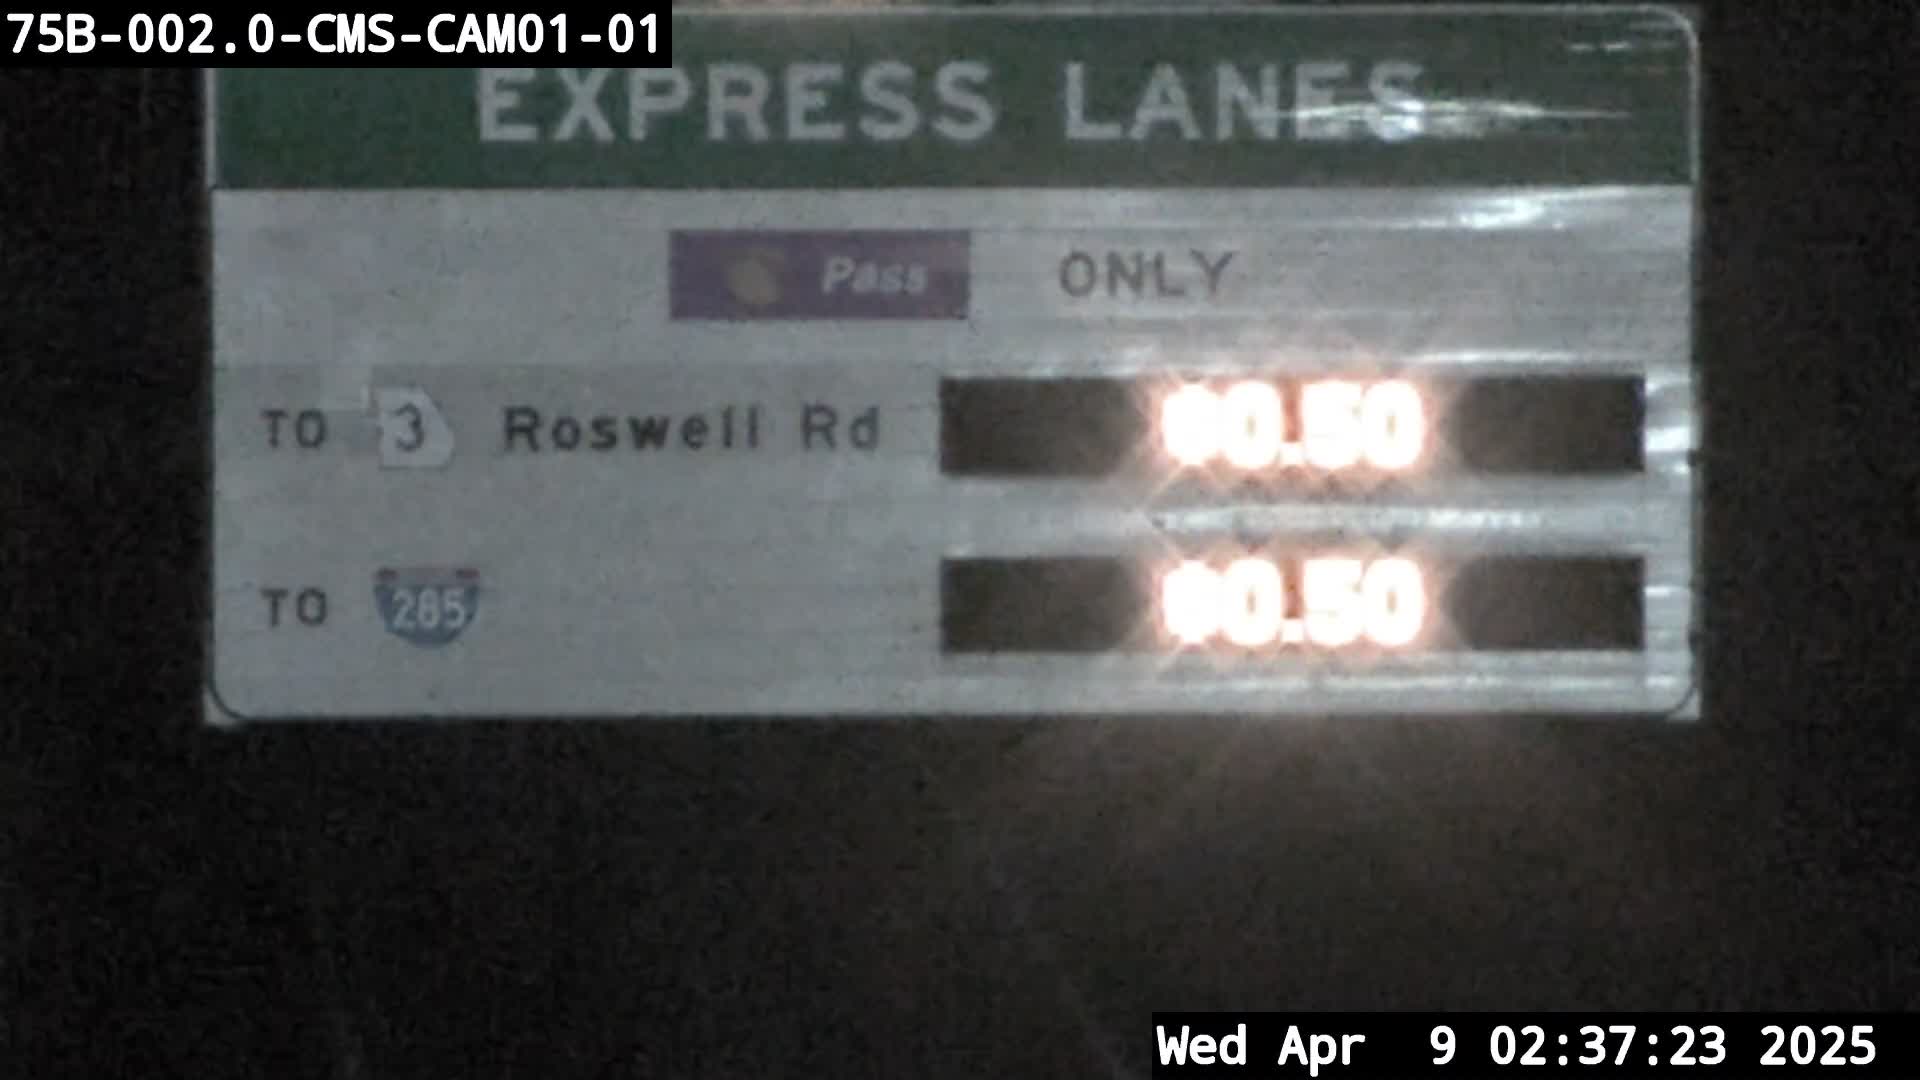 75B-002.0-CMS-CAM01-01
EXPRESS LANES
Pass ONLY
TO 3 Roswell Rd $0.50
TO 285 $0.50
Wed Apr 9 02:37:23 2025